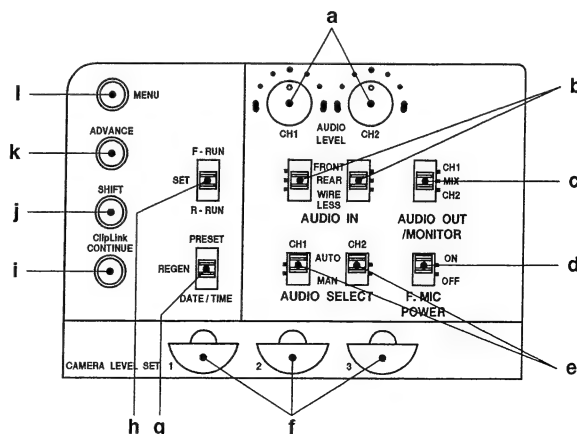 a
b
l
MENU
CH1
AUDIO
LEVEL
CH2
ADVANCE
k
F - RUN
SET
R - RUN
FRONT
REAR
WIRE
LESS
AUDIO IN
CH1
MIX
CH2
AUDIO OUT
/MONITOR
c
SHIFT
j
ClipLink
CONTINUE
i
PRESET
REGEN
DATE / TIME
CH1
AUTO
CH2
MAN
AUDIO SELECT
ON
OFF
F. MIC
POWER
d
e
CAMERA LEVEL SET 1 2 3
h
g
f